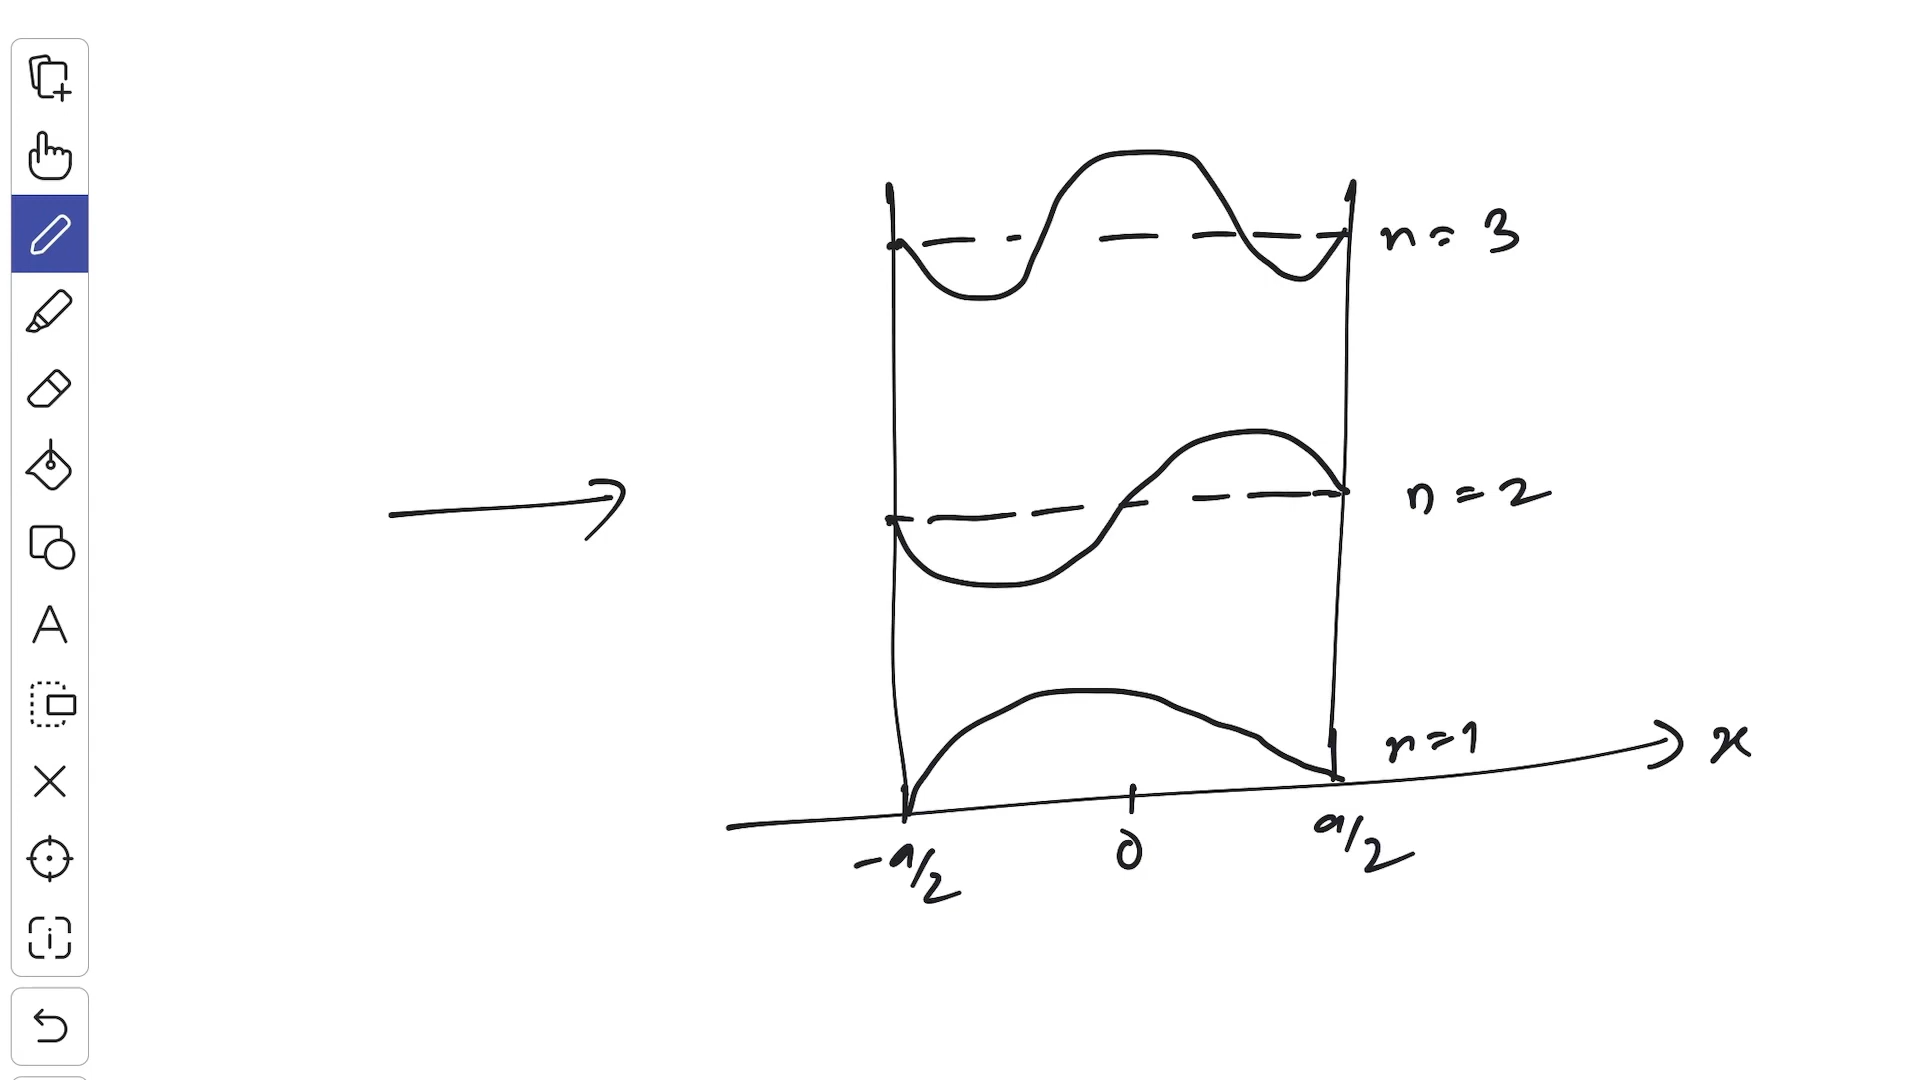 n = 3
n = 2
n = 1
x
-a/2
0
a/2